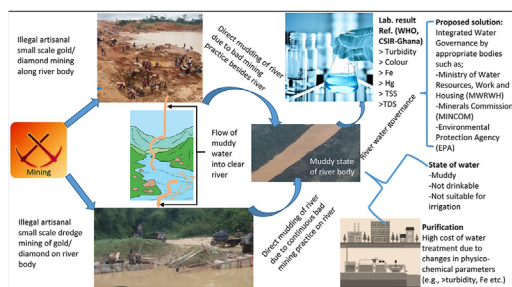 Illegal artisanal
small scale gold/
diamond mining
along river body
Mining
Illegal artisanal
small scale dredge
mining of gold/
diamond on river
body
Direct mudding of river
due to bad mining
practice besides river
Flow of
muddy
water
into clear
river
Direct mudding of river
due to continuous bad
mining practice on river
Muddy state
of river body
River water governance
Lab. result
Ref. (WHO,
CSIR-Ghana)
> Turbidity
> Colour
> Fe
> Hg
> TSS
>TDS
Proposed solution:
Integrated Water
Governance by
appropriate bodies
such as;
-Ministry of Water
Resources, Work and
Housing (MWRWH)
-Minerals Commission
(MINCOM)
-Environmental
Protection Agency
(EPA)
State of water
-Muddy
-Not drinkable
-Not suitable for
irrigation
Purification
High cost of water
treatment due to
changes in physico-
chemical parameters
(e.g., >turbidity, Fe etc.)